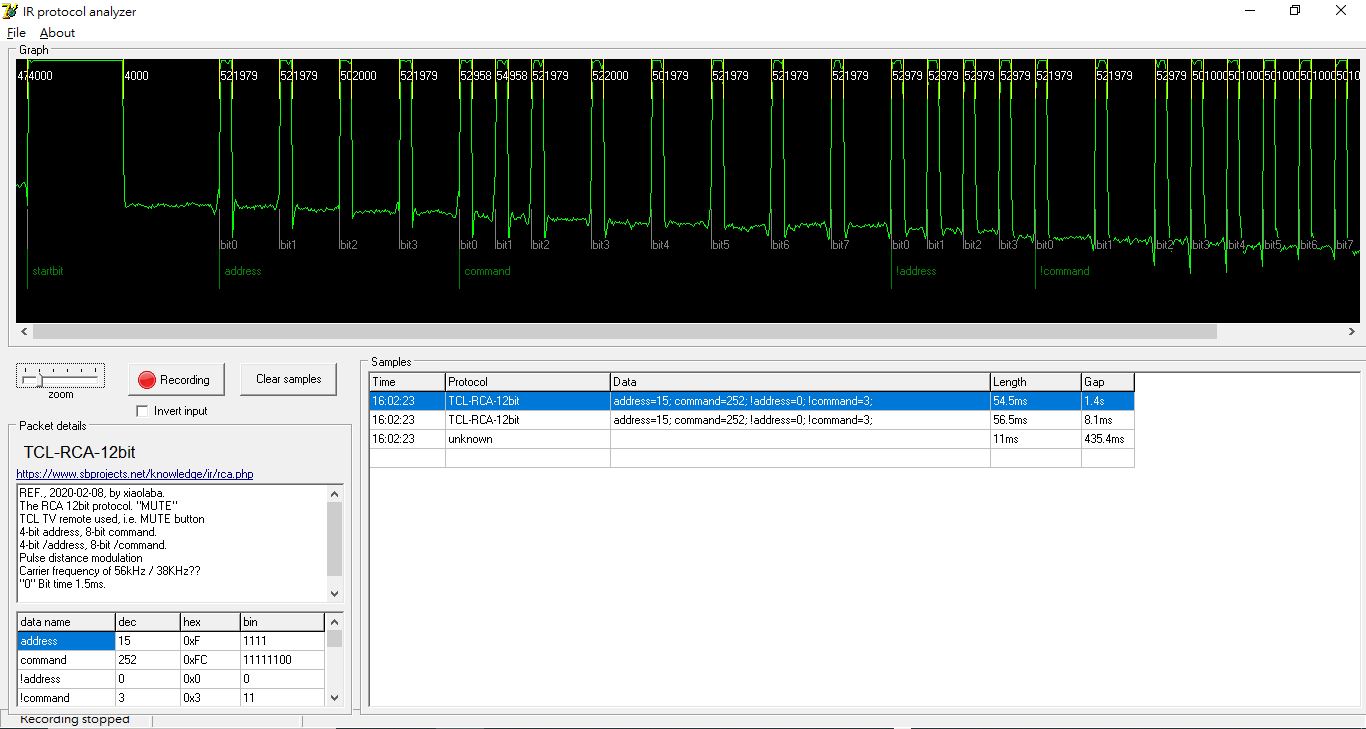 IR protocol analyzer
File About
Graph
474000 4000 521979 521979 502000 521979 52958 54958 521979 522000 501979 521979 521979 521979 52979 52979 52979 52979 521979 521979 52979 501000 501000 501000 501000 5010
bit0 bit1 bit2 bit3 bit0 bit1 bit2 bit3 bit4 bit5 bit6 bit7 bit0 bit1 bit2 bit3 bit0 bit1 bit2 bit3 bit4 bit5 bit6 bit7
startbit address command !address !command
zoom
Recording
Clear samples
Invert input
Packet details
TCL-RCA-12bit
https://www.sbprojects.net/knowledge/ir/rca.php
REF., 2020-02-08, by xiaolaba.
The RCA 12bit protocol. "MUTE"
TCL TV remote used, i.e. MUTE button
4-bit address, 8-bit command.
4-bit /address, 8-bit /command.
Pulse distance modulation
Carrier frequency of 56kHz / 38KHz??
"0" Bit time 1.5ms.
data name dec hex bin
address 15 0xF 1111
command 252 0xFC 11111100
!address 0 0x0 0
!command 3 0x3 11
Samples
Time Protocol Data Length Gap
16:02:23 TCL-RCA-12bit address=15; command=252; !address=0; !command=3; 54.5ms 1.4s
16:02:23 TCL-RCA-12bit address=15; command=252; !address=0; !command=3; 56.5ms 8.1ms
16:02:23 unknown 11ms 435.4ms
Recording stopped